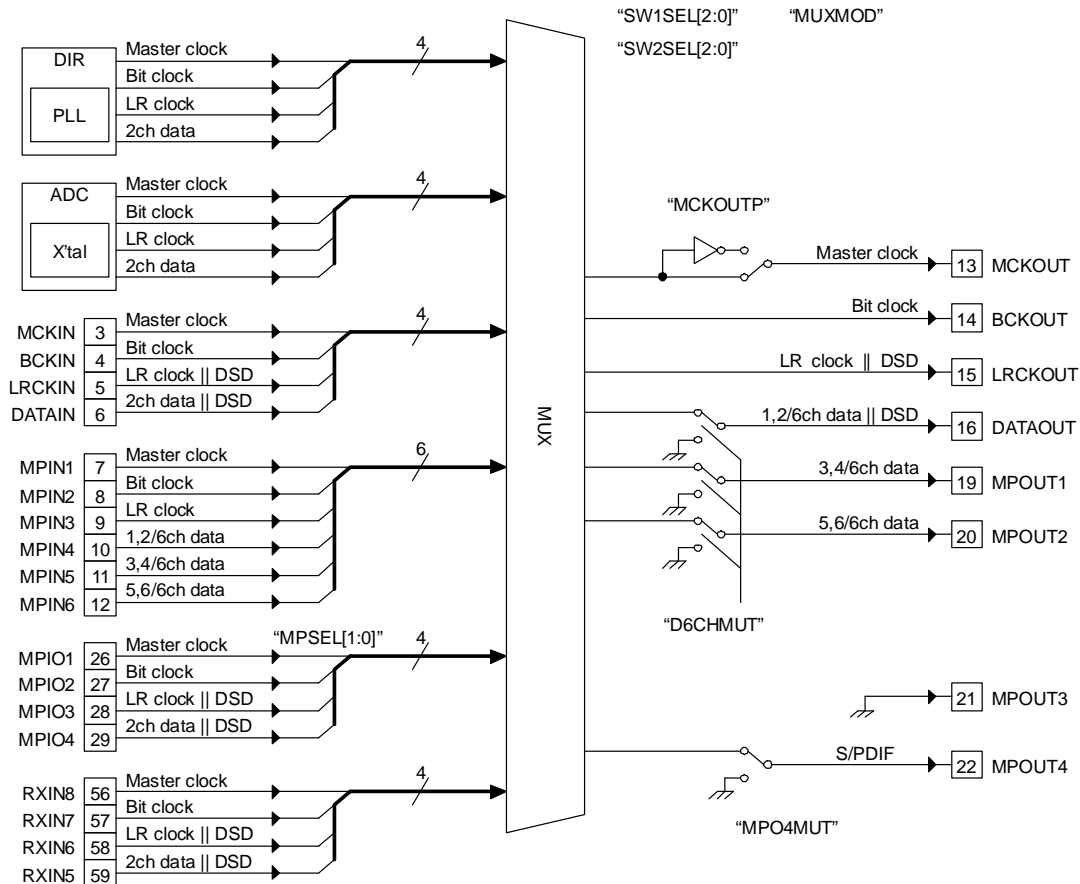 “SW1SEL[2:0]” “MUXMOD”
“SW2SEL[2:0]”
DIR
PLL
Master clock
Bit clock
LR clock
2ch data
4
ADC
X'tal
Master clock
Bit clock
LR clock
2ch data
4
MCKIN 3 Master clock
BCKIN 4 Bit clock
LRCKIN 5 LR clock || DSD
DATAIN 6 2ch data || DSD
4
MPIN1 7 Master clock
MPIN2 8 Bit clock
MPIN3 9 LR clock
MPIN4 10 1,2/6ch data
MPIN5 11 3,4/6ch data
MPIN6 12 5,6/6ch data
6
“MPSEL[1:0]”
MPIO1 26 Master clock
MPIO2 27 Bit clock
MPIO3 28 LR clock || DSD
MPIO4 29 2ch data || DSD
4
RXIN8 56 Master clock
RXIN7 57 Bit clock
RXIN6 58 LR clock || DSD
RXIN5 59 2ch data || DSD
4
MUX
“MCKOUTP”
Master clock 13 MCKOUT
Bit clock 14 BCKOUT
LR clock || DSD 15 LRCKOUT
1,2/6ch data || DSD 16 DATAOUT
3,4/6ch data 19 MPOUT1
5,6/6ch data 20 MPOUT2
“D6CHMUT”
21 MPOUT3
S/PDIF 22 MPOUT4
“MPO4MUT”